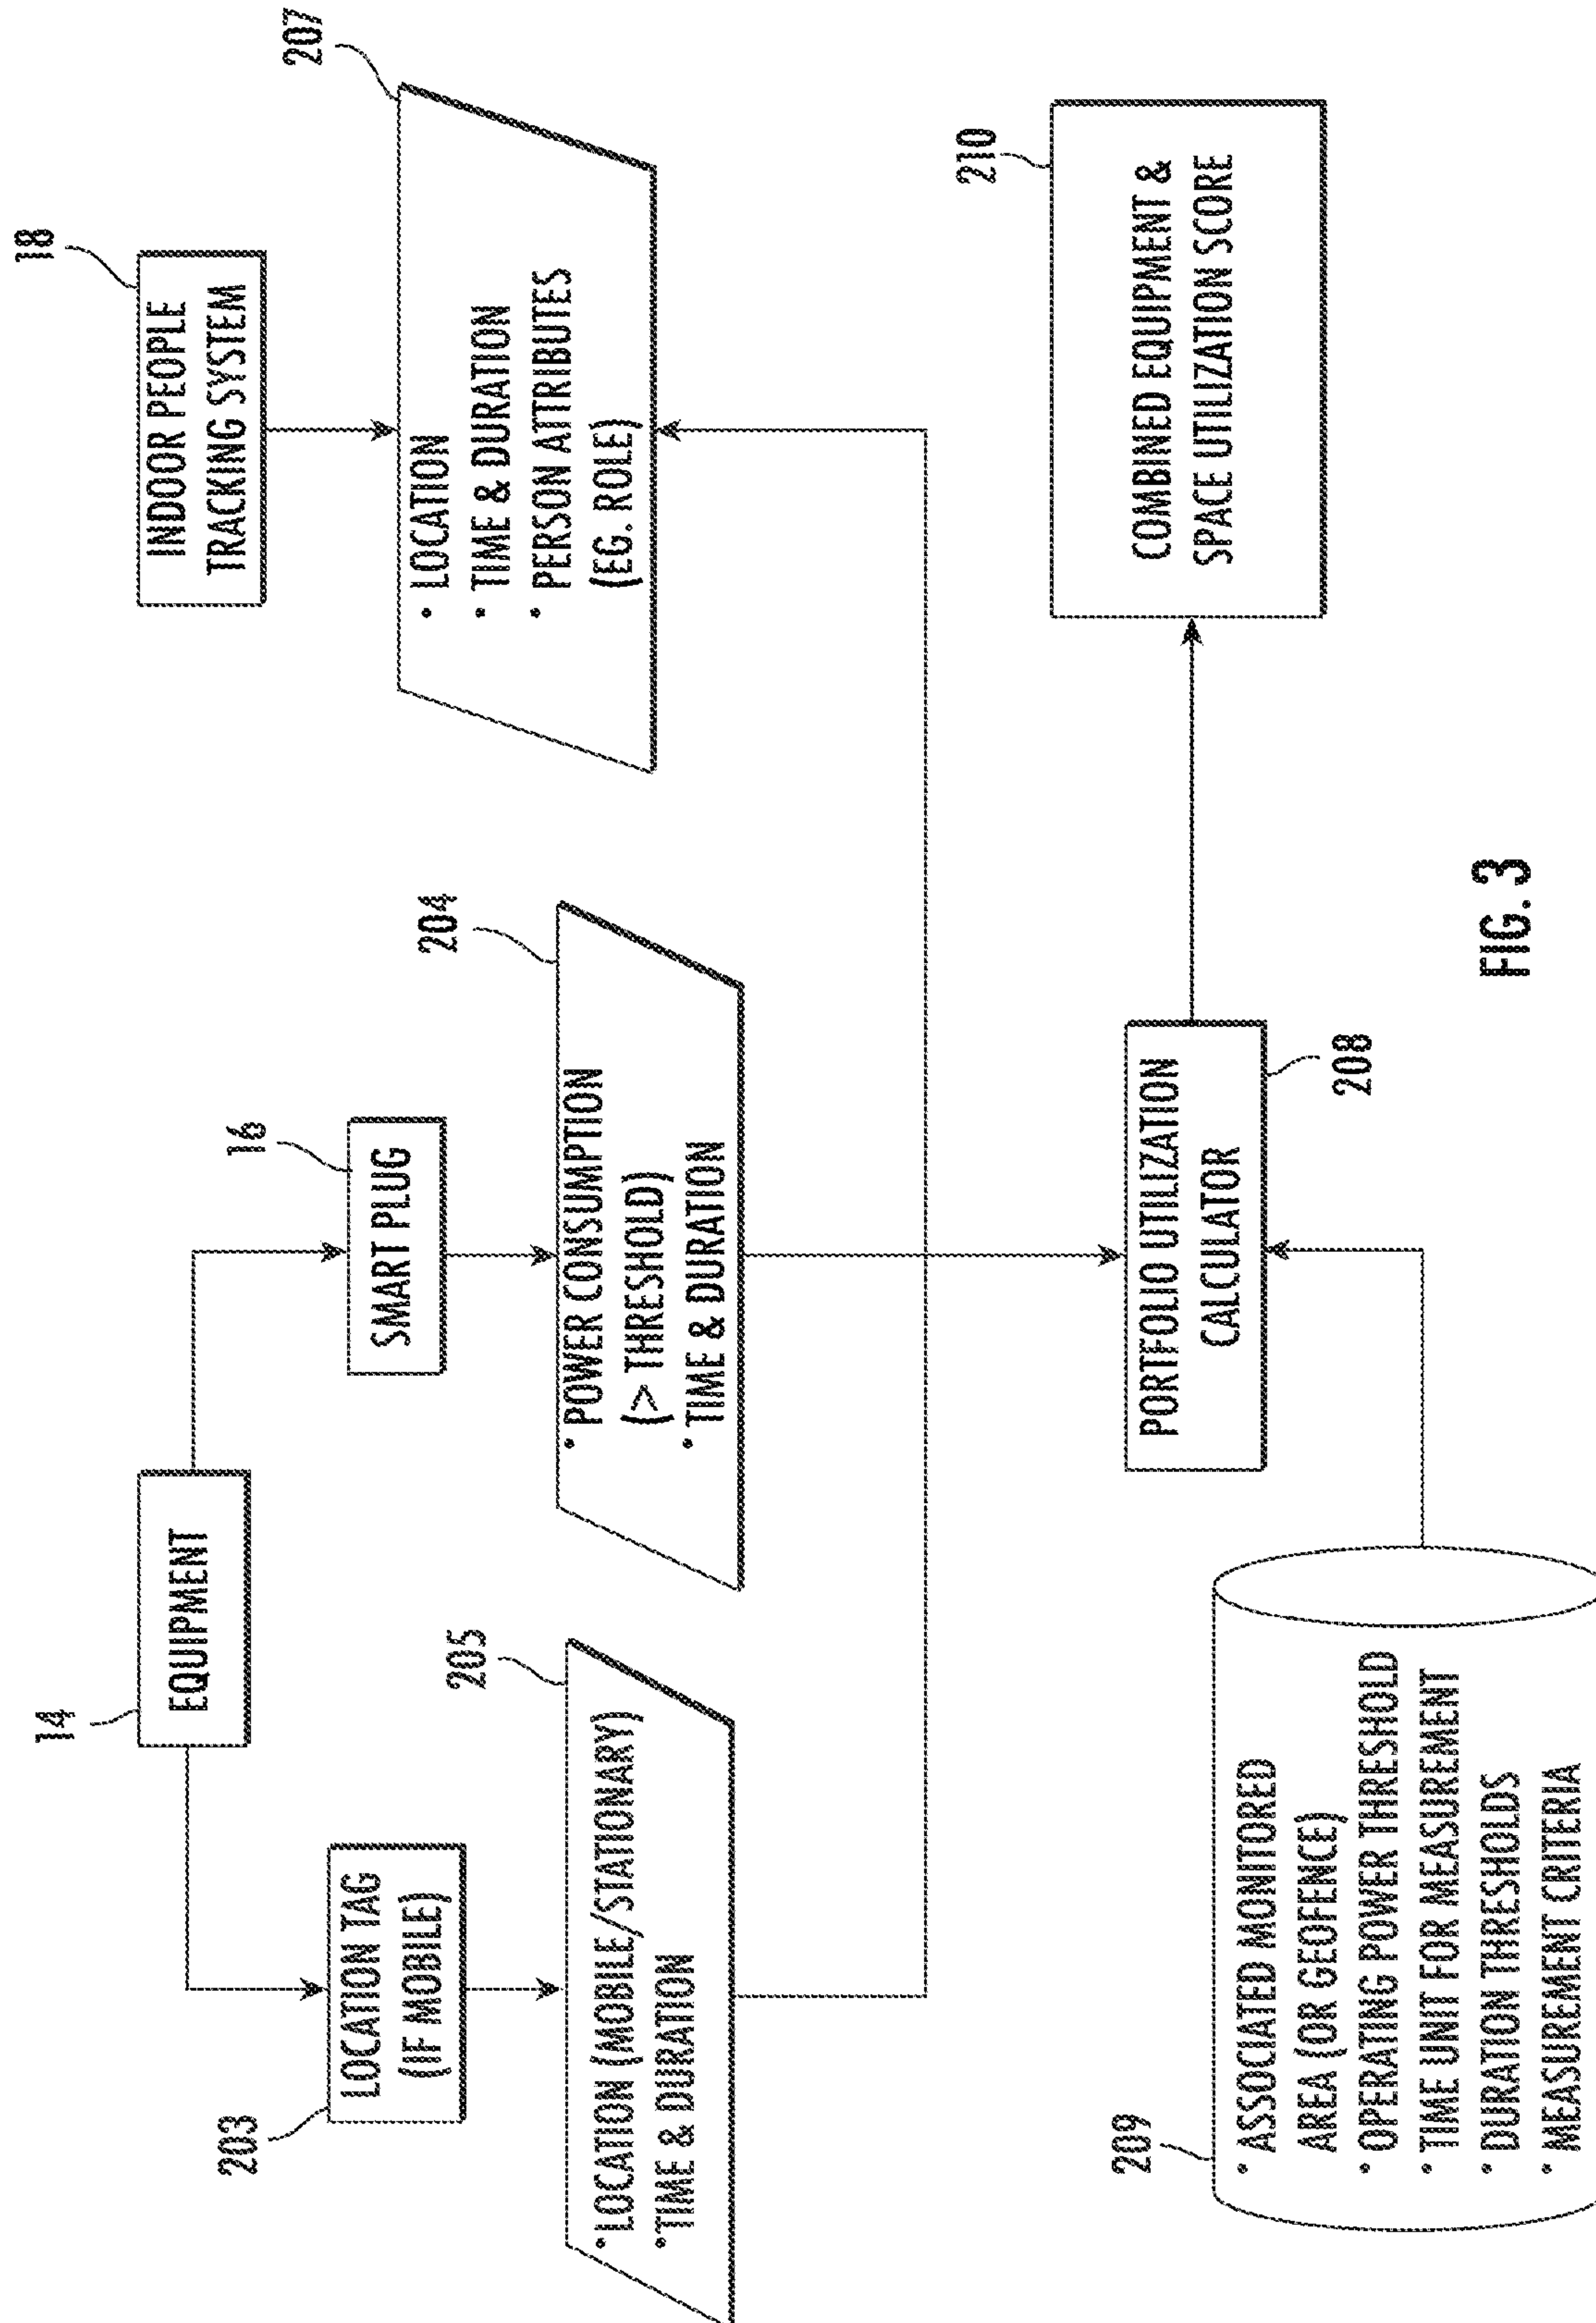 18
INDOOR PEOPLE
TRACKING SYSTEM
14
EQUIPMENT
16
SMART PLUG
203
LOCATION TAG
(IF MOBILE)
207
• LOCATION
• TIME & DURATION
• PERSON ATTRIBUTES
(EG. ROLE)
204
• POWER CONSUMPTION
(> THRESHOLD)
• TIME & DURATION
205
• LOCATION (MOBILE/STATIONARY)
• TIME & DURATION
209
• ASSOCIATED MONITORED
AREA (OR GEOFENCE)
• OPERATING POWER THRESHOLD
• TIME UNIT FOR MEASUREMENT
• DURATION THRESHOLDS
• MEASUREMENT CRITERIA
PORTFOLIO UTILIZATION
CALCULATOR
208
210
COMBINED EQUIPMENT &
SPACE UTILIZATION SCORE
FIG. 3